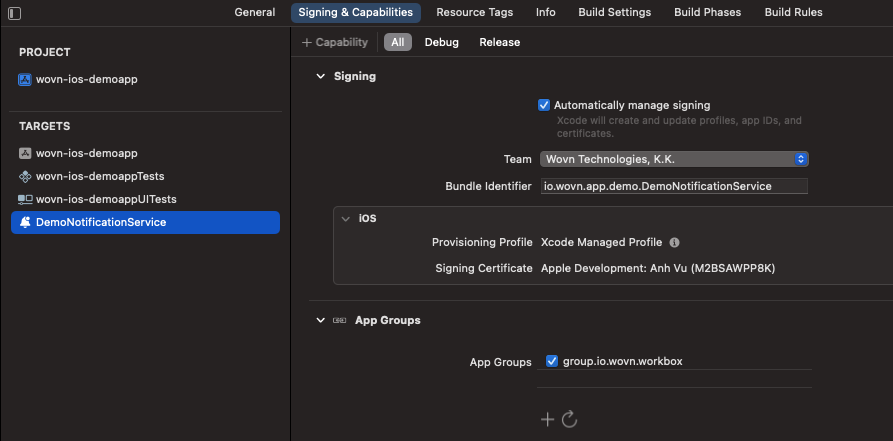 General Signing & Capabilities Resource Tags Info Build Settings Build Phases Build Rules
+ Capability All Debug Release
PROJECT
wovn-ios-demoapp
TARGETS
wovn-ios-demoapp
wovn-ios-demoappTests
wovn-ios-demoappUITests
DemoNotificationService
Signing
Automatically manage signing
Xcode will create and update profiles, app IDs, and
certificates.
Team Wovn Technologies, K.K.
Bundle Identifier io.wovn.app.demo.DemoNotificationService
iOS
Provisioning Profile Xcode Managed Profile
Signing Certificate Apple Development: Anh Vu (M2BSAWPP8K)
App Groups
App Groups group.io.wovn.workbox